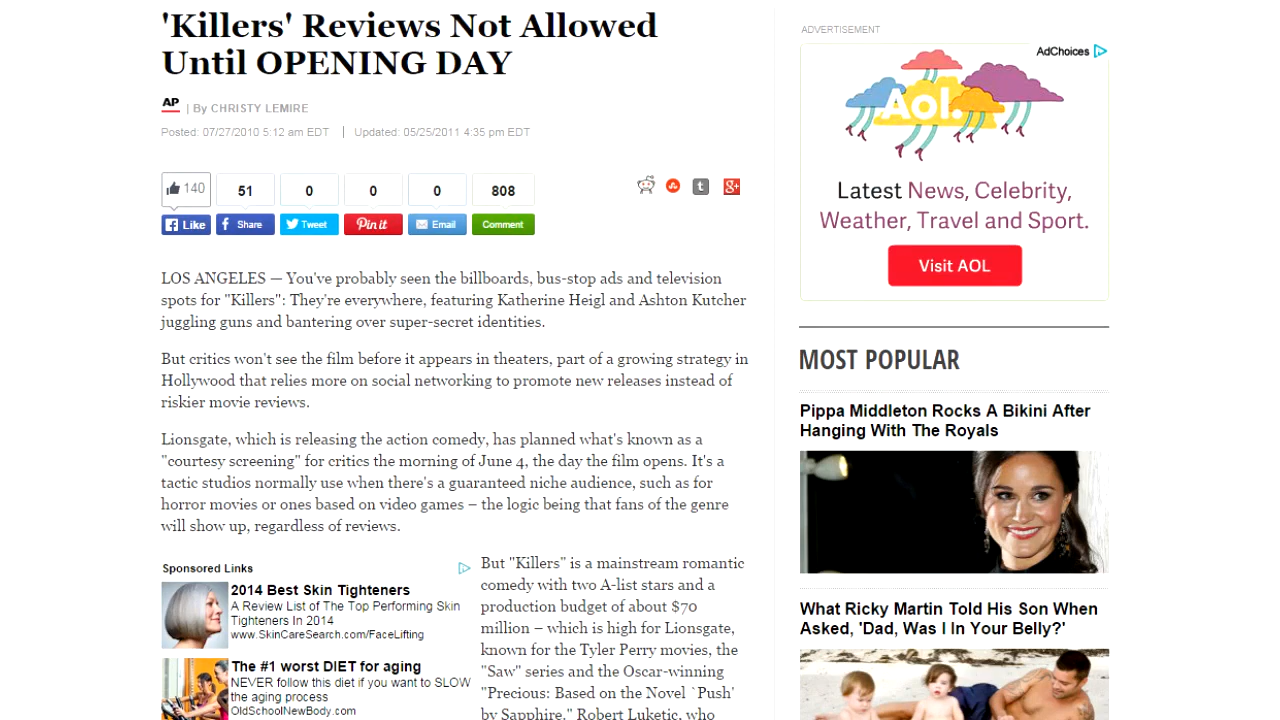 'Killers' Reviews Not Allowed
Until OPENING DAY
AP | By CHRISTY LEMIRE
Posted: 07/27/2010 5:12 am EDT | Updated: 05/25/2011 4:35 pm EDT
140
51
0
0
0
808
Like
Share
Tweet
Pin it
Email
Comment
LOS ANGELES — You've probably seen the billboards, bus-stop ads and television
spots for "Killers": They're everywhere, featuring Katherine Heigl and Ashton Kutcher
juggling guns and bantering over super-secret identities.
But critics won't see the film before it appears in theaters, part of a growing strategy in
Hollywood that relies more on social networking to promote new releases instead of
riskier movie reviews.
Lionsgate, which is releasing the action comedy, has planned what's known as a
"courtesy screening" for critics the morning of June 4, the day the film opens. It's a
tactic studios normally use when there's a guaranteed niche audience, such as for
horror movies or ones based on video games – the logic being that fans of the genre
will show up, regardless of reviews.
Sponsored Links
2014 Best Skin Tighteners
A Review List of The Top Performing Skin
Tighteners In 2014
www.SkinCareSearch.com/FaceLifting
The #1 worst DIET for aging
NEVER follow this diet if you want to SLOW
the aging process
OldSchoolNewBody.com
But "Killers" is a mainstream romantic
comedy with two A-list stars and a
production budget of about $70
million – which is high for Lionsgate,
known for the Tyler Perry movies, the
"Saw" series and the Oscar-winning
"Precious: Based on the Novel `Push'
by Sapphire." Robert Luketic, who
ADVERTISEMENT
AdChoices
Aol.
Latest News, Celebrity,
Weather, Travel and Sport.
Visit AOL
MOST POPULAR
Pippa Middleton Rocks A Bikini After
Hanging With The Royals
What Ricky Martin Told His Son When
Asked, 'Dad, Was I In Your Belly?'